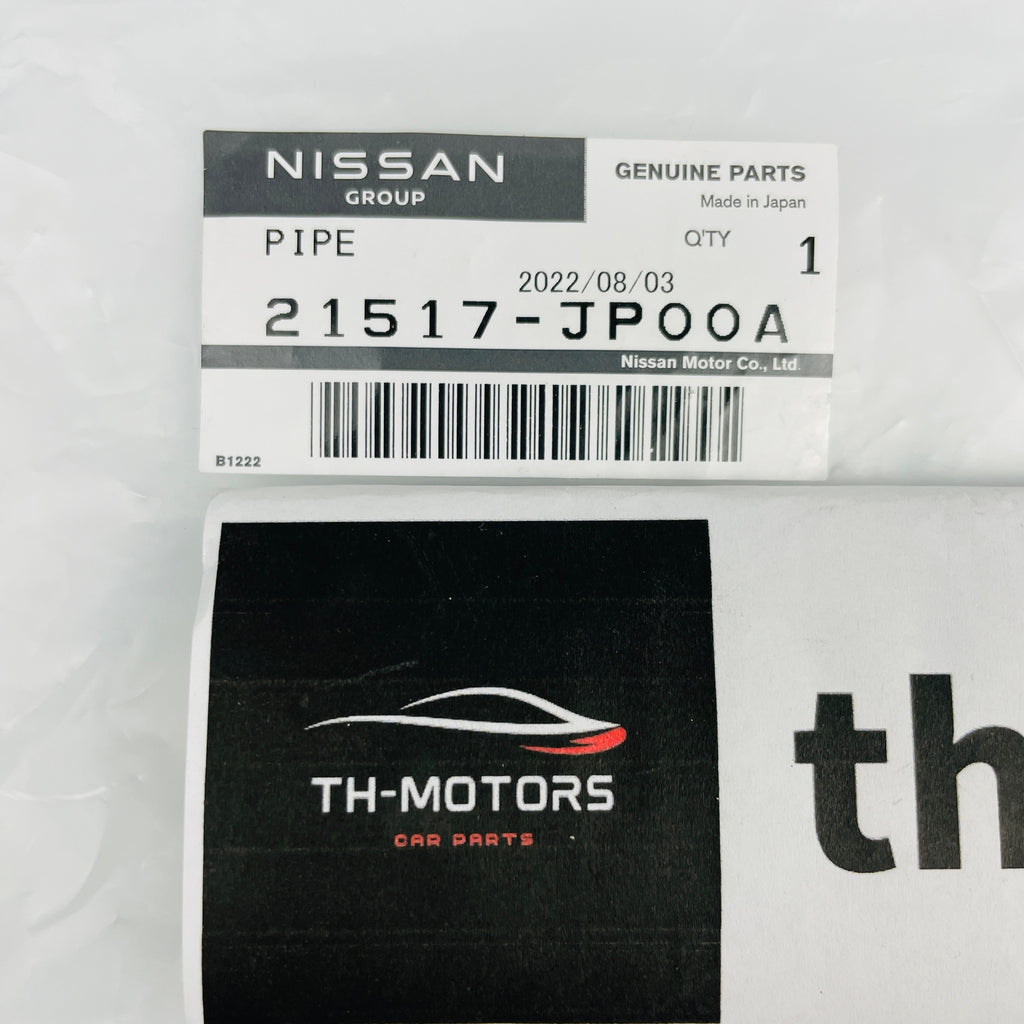 NISSAN
GROUP
GENUINE PARTS
Made in Japan
PIPE
Q'TY 1
2022/08/03
21517-JP00A
Nissan Motor Co., Ltd.
B1222
TH-MOTORS
CAR PARTS
th